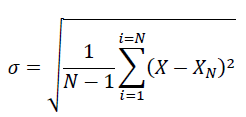 σ = √(1/(N − 1) ∑_{i=1}^{i=N} (X − X_N)²)